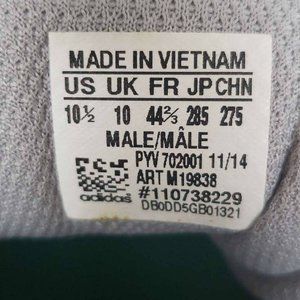 MADE IN VIETNAM
US UK FR JP CHN
10½ 10 44⅔ 285 275
MALE/MÂLE
PYV 702001 11/14
ART M19838
#110738229
adidas DB0DD5GB01321